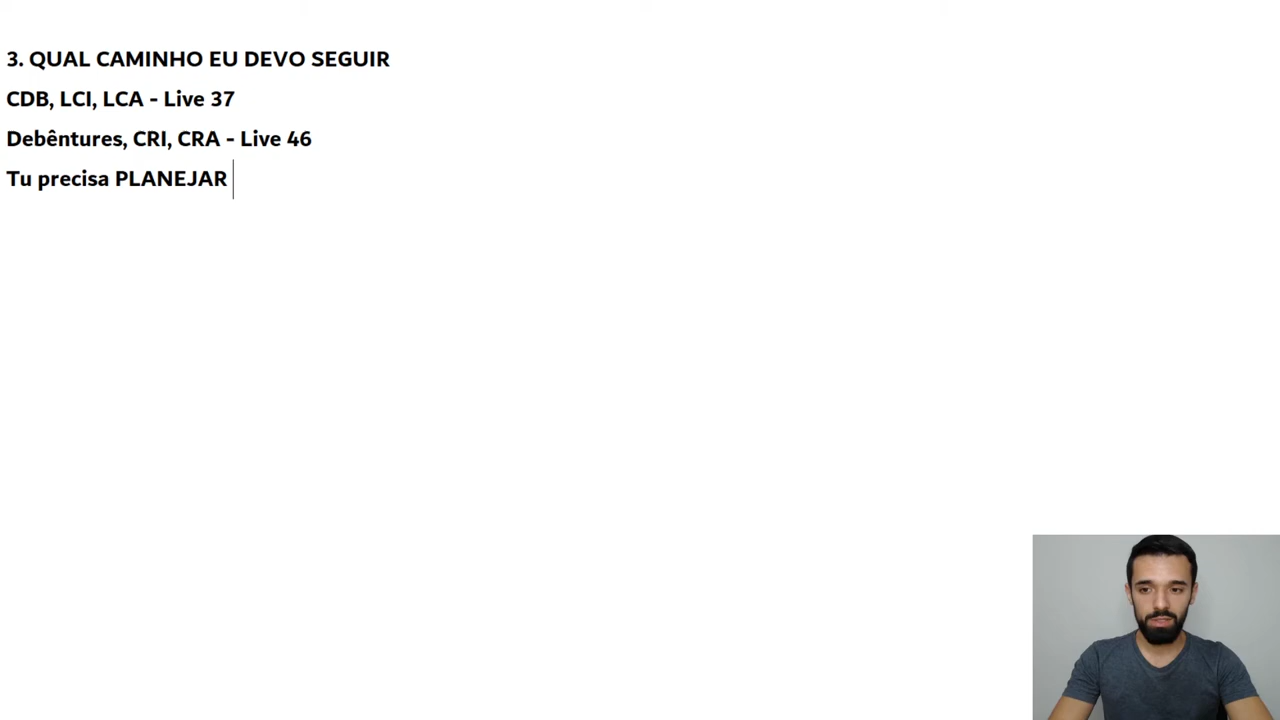 3. QUAL CAMINHO EU DEVO SEGUIR
CDB, LCI, LCA - Live 37
Debêntures, CRI, CRA - Live 46
Tu precisa PLANEJAR